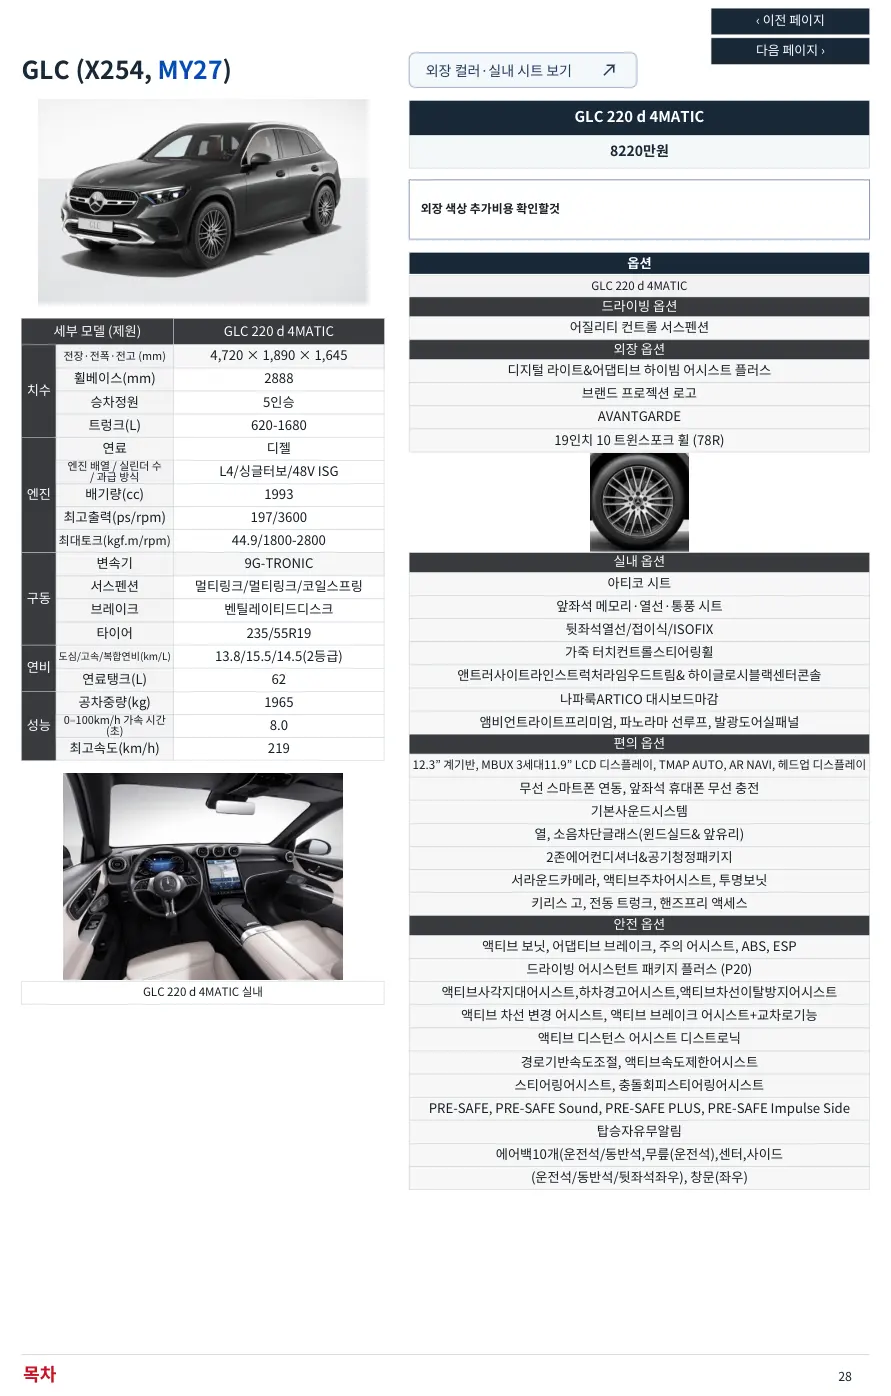 ‹ 이전 페이지
다음 페이지 ›
GLC (X254, MY27)
외장 컬러·실내 시트 보기
세부 모델 (제원) GLC 220 d 4MATIC
치수
전장·전폭·전고 (mm) 4,720 × 1,890 × 1,645
휠베이스(mm) 2888
승차정원 5인승
트렁크(L) 620-1680
엔진
연료 디젤
엔진 배열 / 실린더 수
/ 과급 방식 L4/싱글터보/48V ISG
배기량(cc) 1993
최고출력(ps/rpm) 197/3600
최대토크(kgf.m/rpm) 44.9/1800-2800
구동
변속기 9G-TRONIC
서스펜션 멀티링크/멀티링크/코일스프링
브레이크 벤틸레이티드디스크
타이어 235/55R19
연비
도심/고속/복합연비(km/L) 13.8/15.5/14.5(2등급)
연료탱크(L) 62
성능
공차중량(kg) 1965
0–100km/h 가속 시간
(초) 8.0
최고속도(km/h) 219
GLC 220 d 4MATIC 실내
GLC 220 d 4MATIC
8220만원
외장 색상 추가비용 확인할것
옵션
GLC 220 d 4MATIC
드라이빙 옵션
어질리티 컨트롤 서스펜션
외장 옵션
디지털 라이트&어댑티브 하이빔 어시스트 플러스
브랜드 프로젝션 로고
AVANTGARDE
19인치 10 트윈스포크 휠 (78R)
실내 옵션
아티코 시트
앞좌석 메모리·열선·통풍 시트
뒷좌석열선/접이식/ISOFIX
가죽 터치컨트롤스티어링휠
앤트러사이트라인스트럭처라임우드트림& 하이글로시블랙센터콘솔
나파룩ARTICO 대시보드마감
앰비언트라이트프리미엄, 파노라마 선루프, 발광도어실패널
편의 옵션
12.3” 계기반, MBUX 3세대11.9” LCD 디스플레이, TMAP AUTO, AR NAVI, 헤드업 디스플레이
무선 스마트폰 연동, 앞좌석 휴대폰 무선 충전
기본사운드시스템
열, 소음차단글래스(윈드실드& 앞유리)
2존에어컨디셔너&공기청정패키지
서라운드카메라, 액티브주차어시스트, 투명보닛
키리스 고, 전동 트렁크, 핸즈프리 액세스
안전 옵션
액티브 보닛, 어댑티브 브레이크, 주의 어시스트, ABS, ESP
드라이빙 어시스턴트 패키지 플러스 (P20)
액티브사각지대어시스트,하차경고어시스트,액티브차선이탈방지어시스트
액티브 차선 변경 어시스트, 액티브 브레이크 어시스트+교차로기능
액티브 디스턴스 어시스트 디스트로닉
경로기반속도조절, 액티브속도제한어시스트
스티어링어시스트, 충돌회피스티어링어시스트
PRE-SAFE, PRE-SAFE Sound, PRE-SAFE PLUS, PRE-SAFE Impulse Side
탑승자유무알림
에어백10개(운전석/동반석,무릎(운전석),센터,사이드
(운전석/동반석/뒷좌석좌우), 창문(좌우)
목차
28